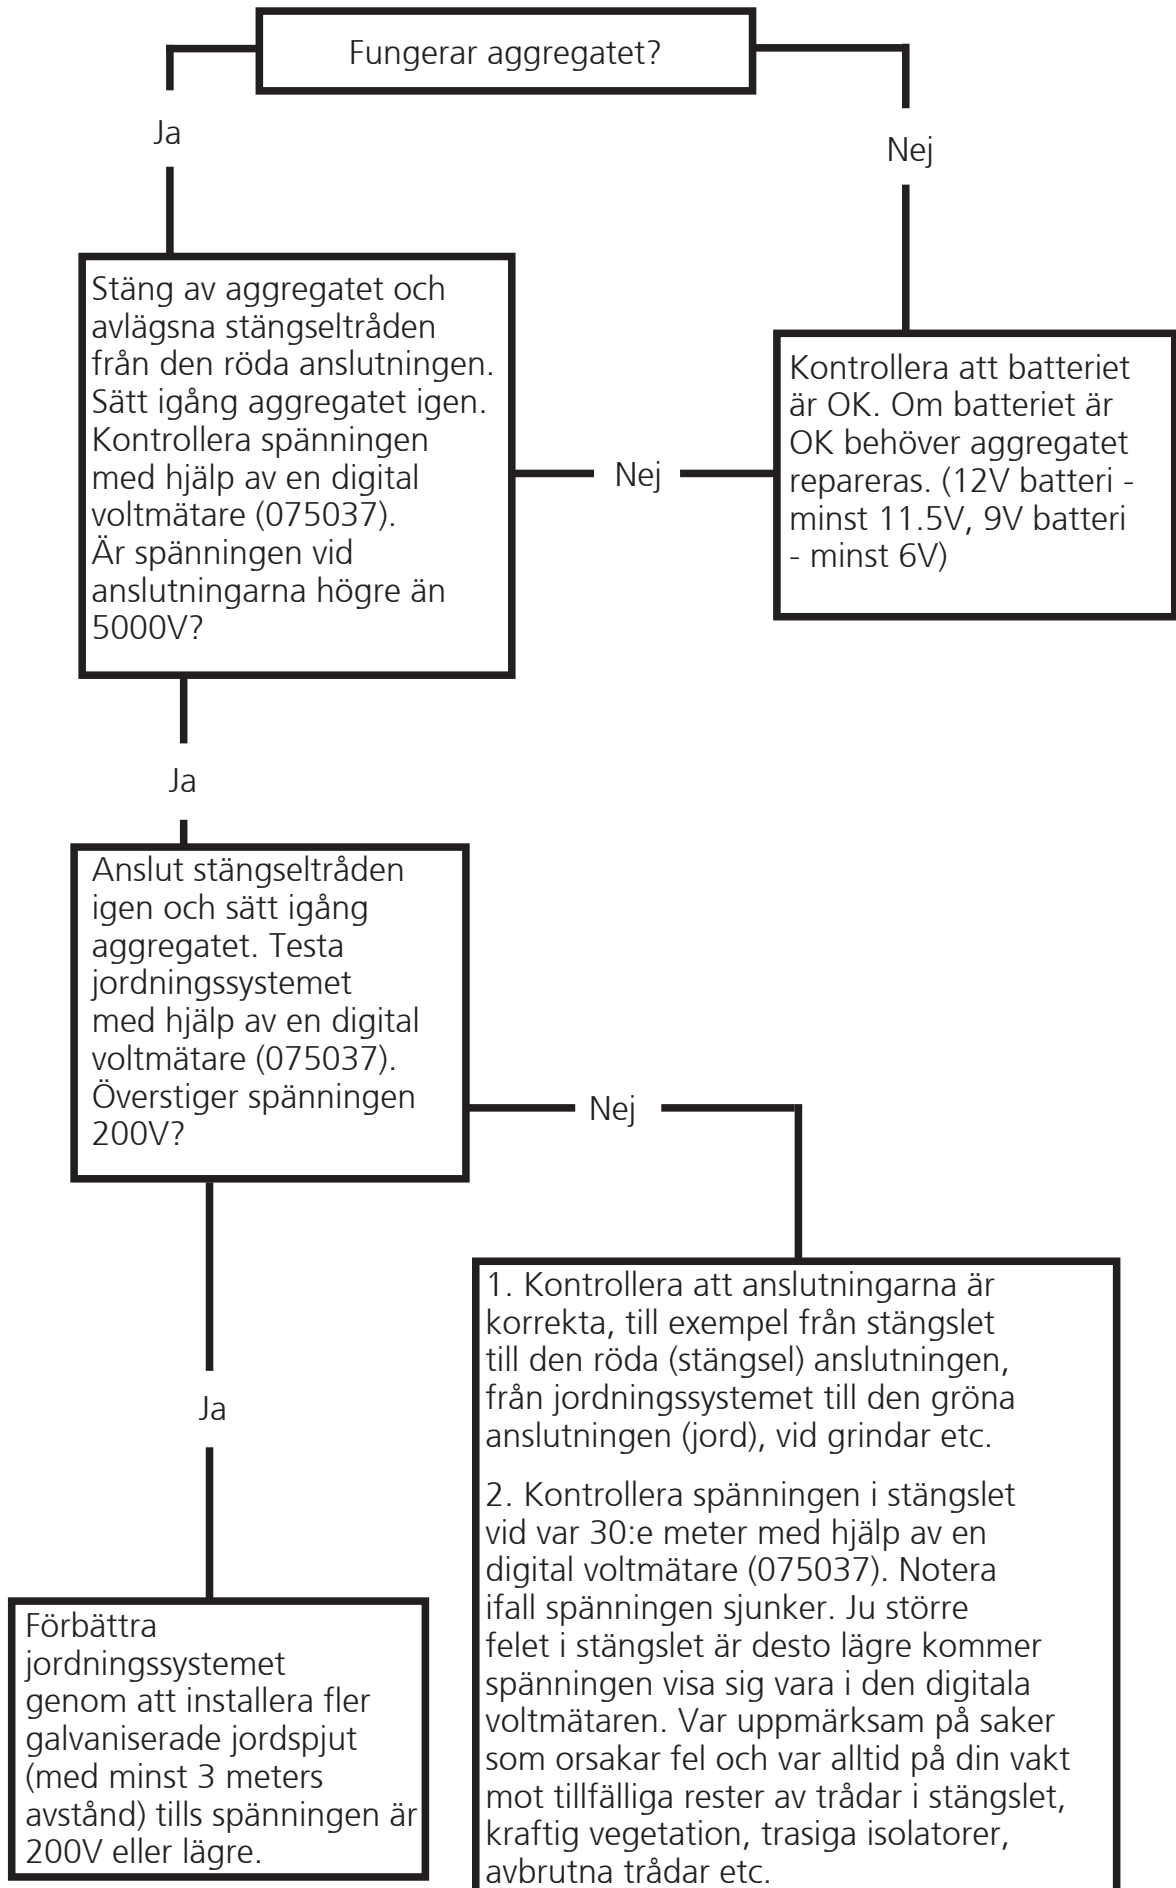 Fungerar aggregatet?
Ja
Nej
Stäng av aggregatet och
avlägsna stängseltråden
från den röda anslutningen.
Sätt igång aggregatet igen.
Kontrollera spänningen
med hjälp av en digital
voltmätare (075037).
Är spänningen vid
anslutningarna högre än
5000V?
Nej
Kontrollera att batteriet
är OK. Om batteriet är
OK behöver aggregatet
repareras. (12V batteri -
minst 11.5V, 9V batteri
- minst 6V)
Ja
Anslut stängseltråden
igen och sätt igång
aggregatet. Testa
jordningssystemet
med hjälp av en digital
voltmätare (075037).
Överstiger spänningen
200V?
Nej
Ja
1. Kontrollera att anslutningarna är
korrekta, till exempel från stängslet
till den röda (stängsel) anslutningen,
från jordningssystemet till den gröna
anslutningen (jord), vid grindar etc.
2. Kontrollera spänningen i stängslet
vid var 30:e meter med hjälp av en
digital voltmätare (075037). Notera
ifall spänningen sjunker. Ju större
felet i stängslet är desto lägre kommer
spänningen visa sig vara i den digitala
voltmätaren. Var uppmärksam på saker
som orsakar fel och var alltid på din vakt
mot tillfälliga rester av trådar i stängslet,
kraftig vegetation, trasiga isolatorer,
avbrutna trådar etc.
Förbättra
jordningssystemet
genom att installera fler
galvaniserade jordspjut
(med minst 3 meters
avstånd) tills spänningen är
200V eller lägre.